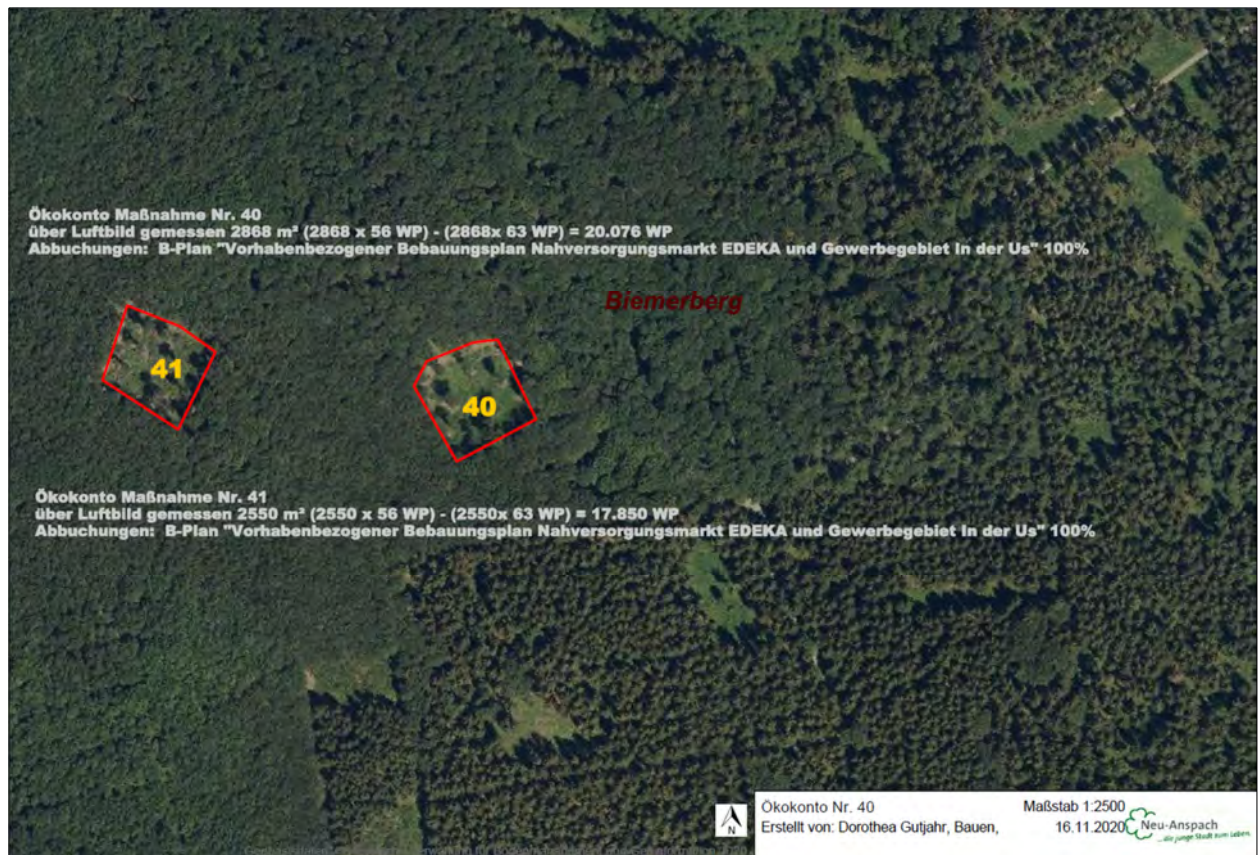 Ökokonto Maßnahme Nr. 40
über Luftbild gemessen 2868 m² (2868 x 56 WP) - (2868x 63 WP) = 20.076 WP
Abbuchungen: B-Plan "Vorhabenbezogener Bebauungsplan Nahversorgungsmarkt EDEKA und Gewerbegebiet In der Us" 100%
Biemerberg
41
40
Ökokonto Maßnahme Nr. 41
über Luftbild gemessen 2550 m² (2550 x 56 WP) - (2550x 63 WP) = 17.850 WP
Abbuchungen: B-Plan "Vorhabenbezogener Bebauungsplan Nahversorgungsmarkt EDEKA und Gewerbegebiet In der Us" 100%
N
Ökokonto Nr. 40
Erstellt von: Dorothea Gutjahr, Bauen,
Maßstab 1:2500
16.11.2020
Neu-Anspach
...die junge Stadt zum Leben